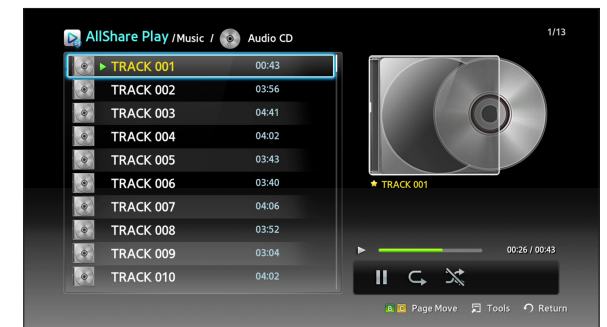 AllShare Play /Music / Audio CD
1/13
TRACK 001 00:43
TRACK 002 03:56
TRACK 003 04:41
TRACK 004 04:02
TRACK 005 03:43
TRACK 006 03:40
TRACK 007 04:06
TRACK 008 03:52
TRACK 009 03:04
TRACK 010 04:02
TRACK 001
00:26 / 00:43
B C Page Move Tools Return